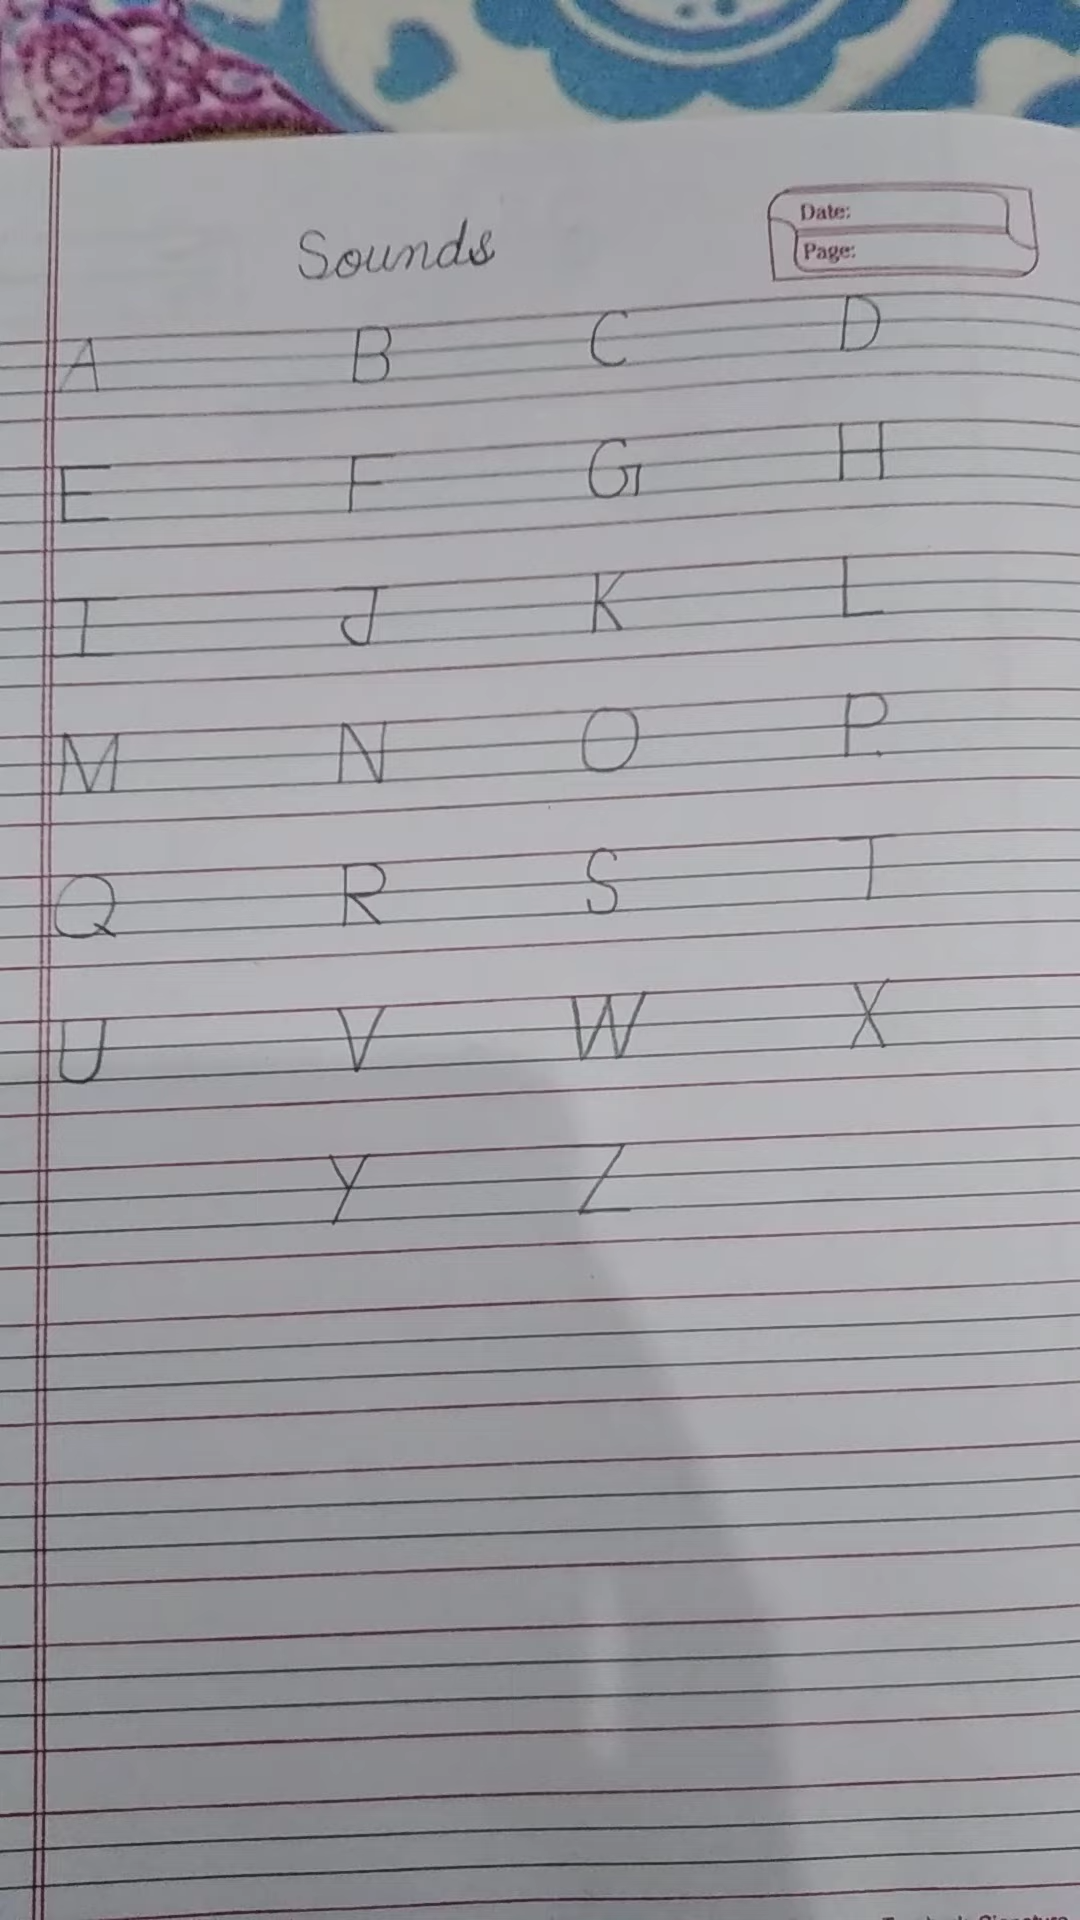 Sounds
Date:
Page:
A B C D
E F G H
I J K L
M N O P
Q R S T
U V W X
Y Z